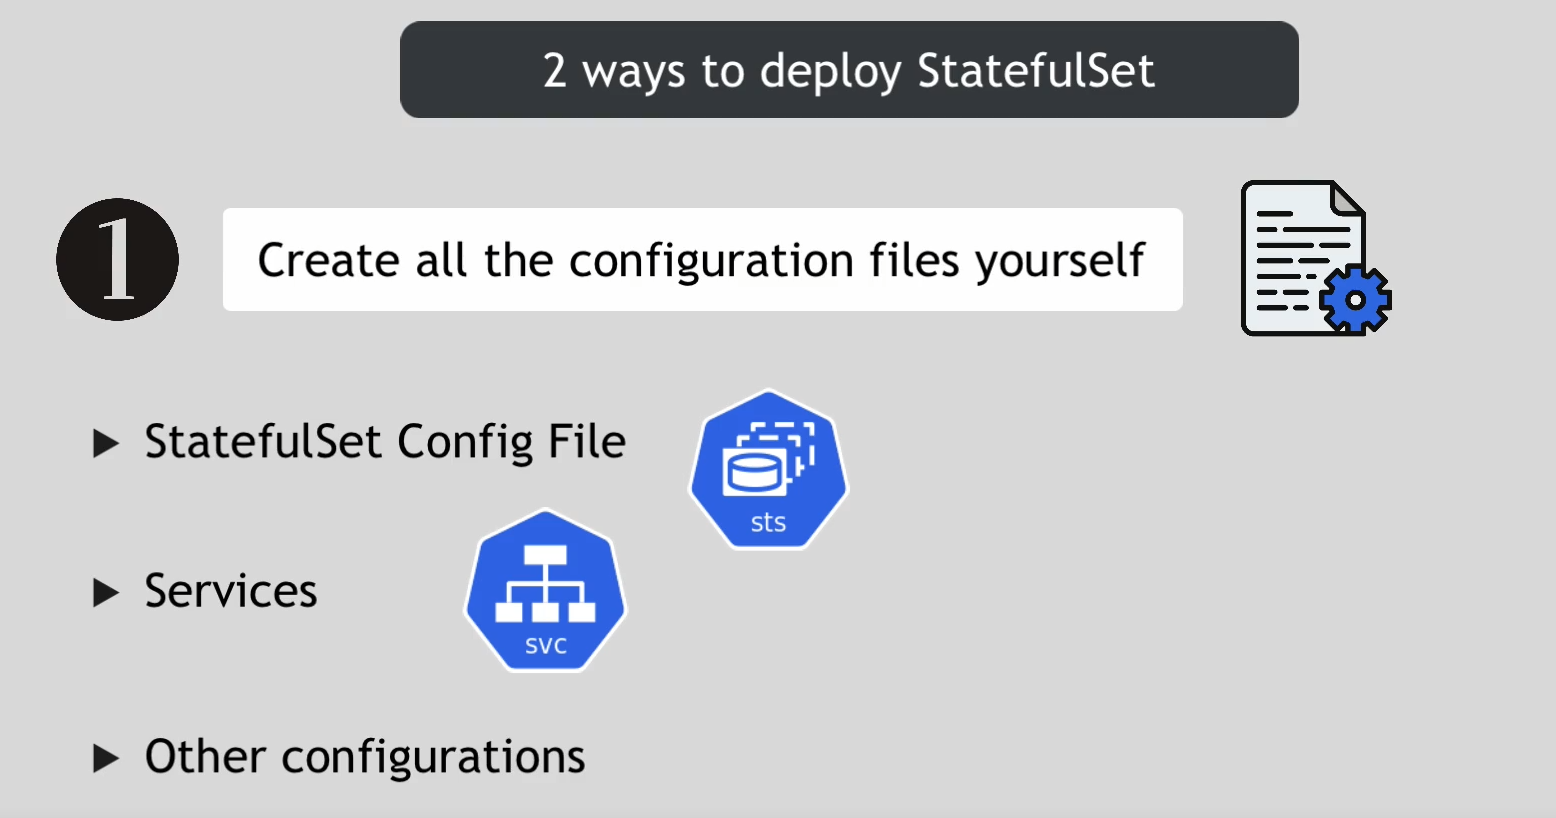 2 ways to deploy StatefulSet
1
Create all the configuration files yourself
StatefulSet Config File
sts
Services
svc
Other configurations